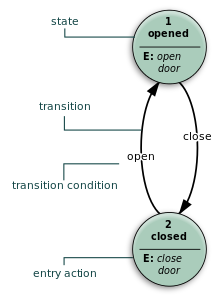 state
1
opened
E: open
door
transition
close
open
transition condition
2
closed
E: close
door
entry action